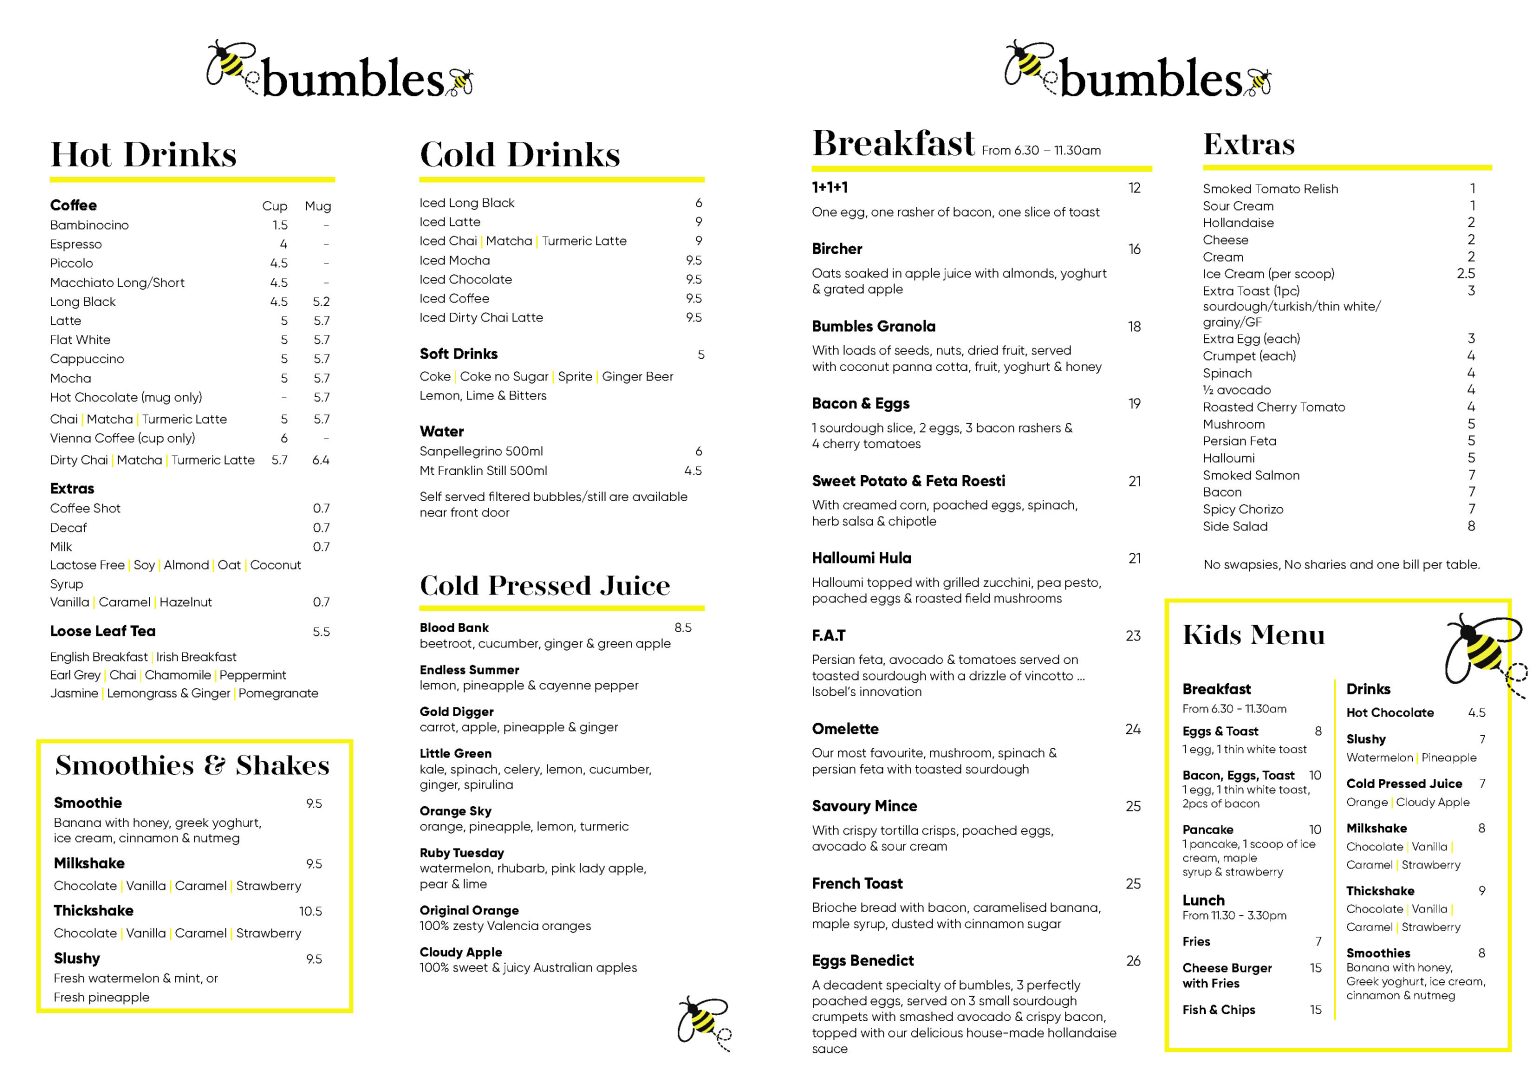 bumbles
Hot Drinks
Coffee Cup Mug
Bambinocino 1.5 –
Espresso 4 –
Piccolo 4.5 –
Macchiato Long/Short 4.5 –
Long Black 4.5 5.2
Latte 5 5.7
Flat White 5 5.7
Cappuccino 5 5.7
Mocha 5 5.7
Hot Chocolate (mug only) – 5.7
Chai | Matcha | Turmeric Latte 5 5.7
Vienna Coffee (cup only) 6 –
Dirty Chai | Matcha | Turmeric Latte 5.7 6.4
Extras
Coffee Shot 0.7
Decaf 0.7
Milk 0.7
Lactose Free | Soy | Almond | Oat | Coconut
Syrup
Vanilla | Caramel | Hazelnut 0.7
Loose Leaf Tea 5.5
English Breakfast | Irish Breakfast
Earl Grey | Chai | Chamomile | Peppermint
Jasmine | Lemongrass & Ginger | Pomegranate
Smoothies & Shakes
Smoothie 9.5
Banana with honey, greek yoghurt,
ice cream, cinnamon & nutmeg
Milkshake 9.5
Chocolate | Vanilla | Caramel | Strawberry
Thickshake 10.5
Chocolate | Vanilla | Caramel | Strawberry
Slushy 9.5
Fresh watermelon & mint, or
Fresh pineapple
Cold Drinks
Iced Long Black 6
Iced Latte 9
Iced Chai | Matcha | Turmeric Latte 9
Iced Mocha 9.5
Iced Chocolate 9.5
Iced Coffee 9.5
Iced Dirty Chai Latte 9.5
Soft Drinks 5
Coke | Coke no Sugar | Sprite | Ginger Beer
Lemon, Lime & Bitters
Water
Sanpellegrino 500ml 6
Mt Franklin Still 500ml 4.5
Self served filtered bubbles/still are available
near front door
Cold Pressed Juice
Blood Bank 8.5
beetroot, cucumber, ginger & green apple
Endless Summer
lemon, pineapple & cayenne pepper
Gold Digger
carrot, apple, pineapple & ginger
Little Green
kale, spinach, celery, lemon, cucumber,
ginger, spirulina
Orange Sky
orange, pineapple, lemon, turmeric
Ruby Tuesday
watermelon, rhubarb, pink lady apple,
pear & lime
Original Orange
100% zesty Valencia oranges
Cloudy Apple
100% sweet & juicy Australian apples
bumbles
Breakfast From 6.30 – 11.30am
1+1+1 12
One egg, one rasher of bacon, one slice of toast
Bircher 16
Oats soaked in apple juice with almonds, yoghurt
& grated apple
Bumbles Granola 18
With loads of seeds, nuts, dried fruit, served
with coconut panna cotta, fruit, yoghurt & honey
Bacon & Eggs 19
1 sourdough slice, 2 eggs, 3 bacon rashers &
4 cherry tomatoes
Sweet Potato & Feta Roesti 21
With creamed corn, poached eggs, spinach,
herb salsa & chipotle
Halloumi Hula 21
Halloumi topped with grilled zucchini, pea pesto,
poached eggs & roasted field mushrooms
F.A.T 23
Persian feta, avocado & tomatoes served on
toasted sourdough with a drizzle of vincotto ...
Isobel's innovation
Omelette 24
Our most favourite, mushroom, spinach &
persian feta with toasted sourdough
Savoury Mince 25
With crispy tortilla crisps, poached eggs,
avocado & sour cream
French Toast 25
Brioche bread with bacon, caramelised banana,
maple syrup, dusted with cinnamon sugar
Eggs Benedict 26
A decadent specialty of bumbles, 3 perfectly
poached eggs, served on 3 small sourdough
crumpets with smashed avocado & crispy bacon,
topped with our delicious house-made hollandaise
sauce
Extras
Smoked Tomato Relish 1
Sour Cream 1
Hollandaise 2
Cheese 2
Cream 2
Ice Cream (per scoop) 2.5
Extra Toast (1pc) 3
sourdough/turkish/thin white/
grainy/GF
Extra Egg (each) 3
Crumpet (each) 4
Spinach 4
½ avocado 4
Roasted Cherry Tomato 4
Mushroom 5
Persian Feta 5
Halloumi 5
Smoked Salmon 7
Bacon 7
Spicy Chorizo 7
Side Salad 8
No swapsies, No sharies and one bill per table.
Kids Menu
Breakfast
From 6.30 - 11.30am
Eggs & Toast 8
1 egg, 1 thin white toast
Bacon, Eggs, Toast 10
1 egg, 1 thin white toast,
2pcs of bacon
Pancake 10
1 pancake, 1 scoop of ice
cream, maple
syrup & strawberry
Lunch
From 11.30 - 3.30pm
Fries 7
Cheese Burger 15
with Fries
Fish & Chips 15
Drinks
Hot Chocolate 4.5
Slushy 7
Watermelon | Pineapple
Cold Pressed Juice 7
Orange | Cloudy Apple
Milkshake 8
Chocolate | Vanilla |
Caramel | Strawberry
Thickshake 9
Chocolate | Vanilla |
Caramel | Strawberry
Smoothies 8
Banana with honey,
Greek yoghurt, ice cream,
cinnamon & nutmeg